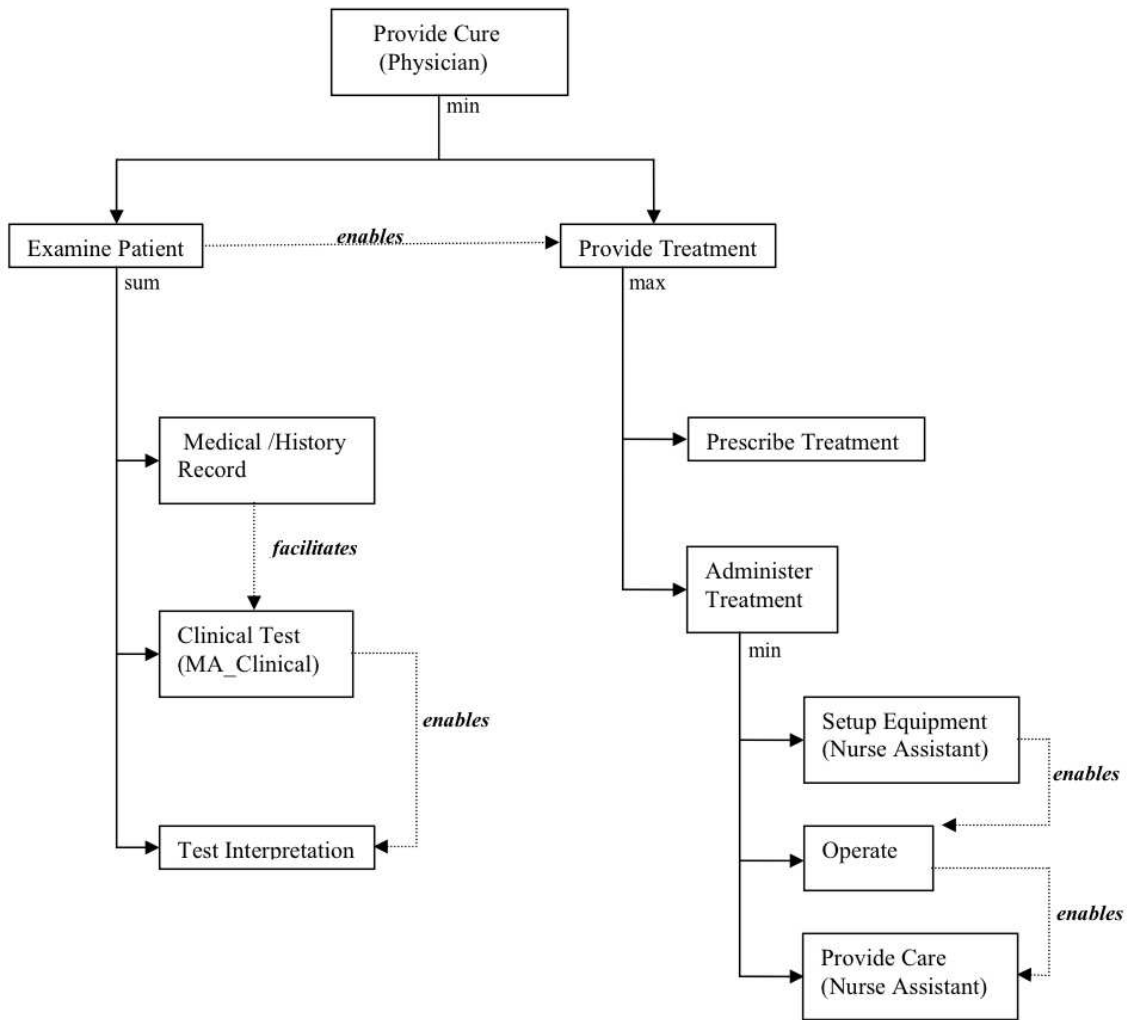 Provide Cure
(Physician)
min
Examine Patient
enables
Provide Treatment
sum
max
Medical /History
Record
Prescribe Treatment
facilitates
Administer
Treatment
Clinical Test
(MA_Clinical)
min
enables
Setup Equipment
(Nurse Assistant)
enables
Test Interpretation
Operate
enables
Provide Care
(Nurse Assistant)